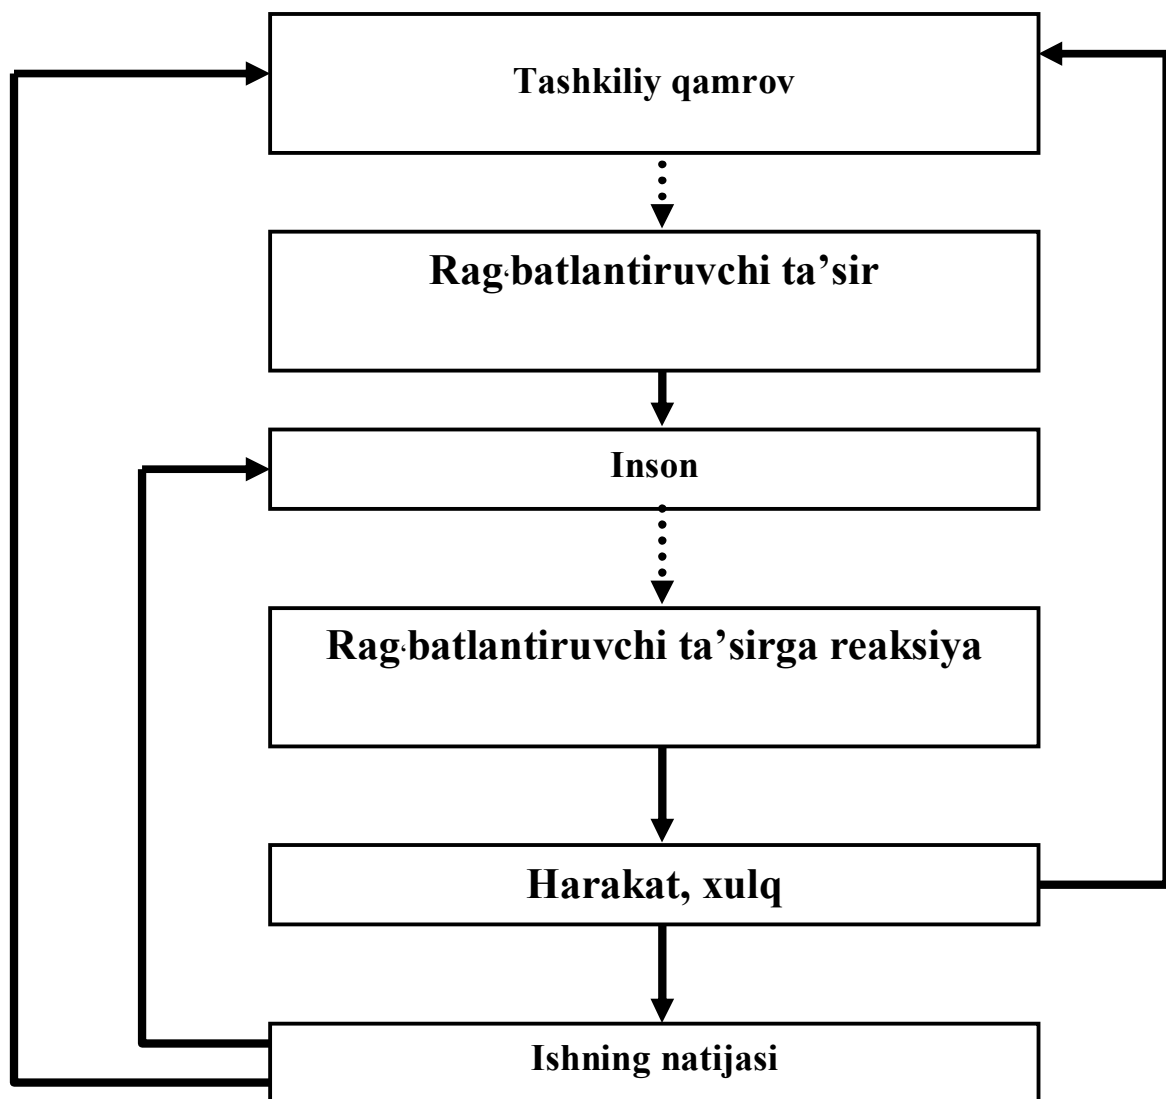 Tashkiliy qamrov
Rag‘batlantiruvchi ta’sir
Inson
Rag‘batlantiruvchi ta’sirga reaksiya
Harakat, xulq
Ishning natijasi